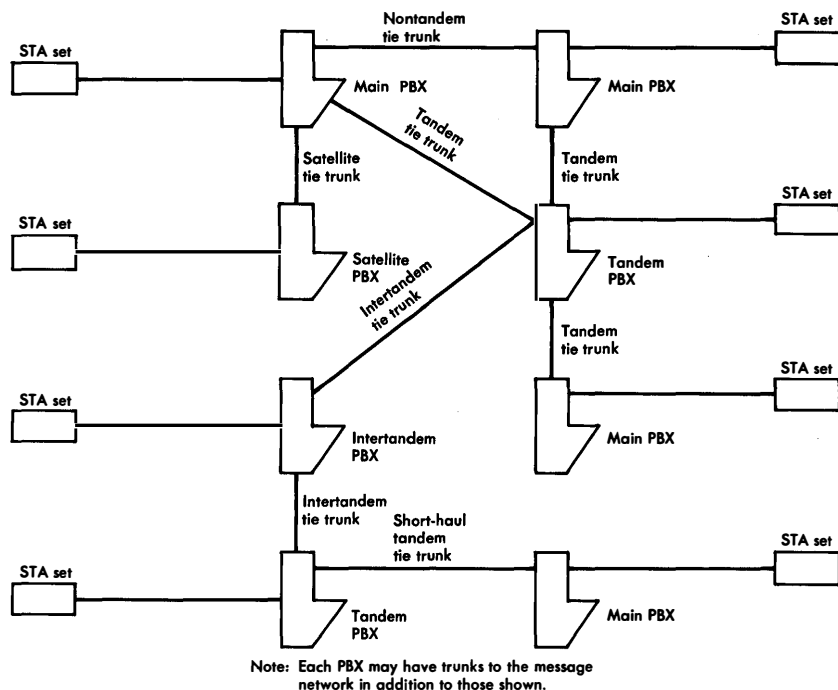 Nontandem
tie trunk
STA set
STA set
Main PBX
Main PBX
Tandem
tie trunk
Satellite
tie trunk
Tandem
tie trunk
STA set
STA set
Satellite
PBX
Tandem
PBX
Intertandem
tie trunk
Tandem
tie trunk
STA set
STA set
Intertandem
PBX
Main PBX
Intertandem
tie trunk
Short-haul
tandem
tie trunk
STA set
STA set
Tandem
PBX
Main PBX
Note: Each PBX may have trunks to the message
network in addition to those shown.